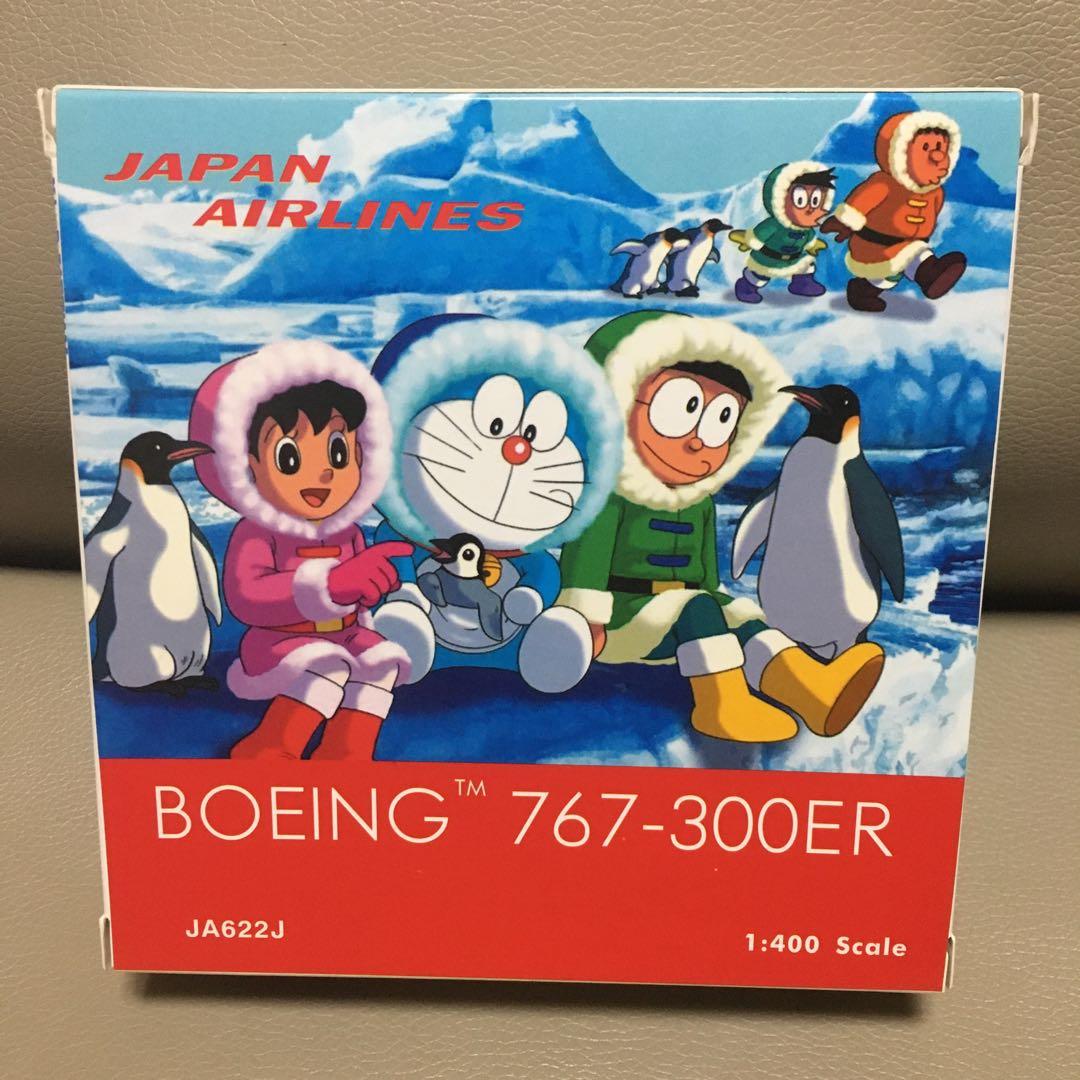 JAPAN
AIRLINES
BOEING™ 767-300ER
JA622J
1:400 Scale